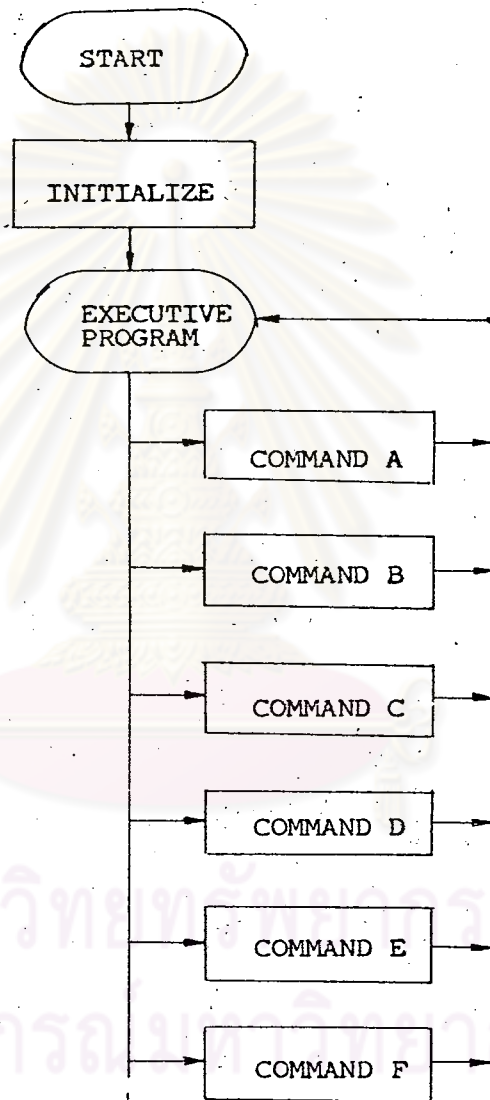 START
INITIALIZE
EXECUTIVE
PROGRAM
COMMAND A
COMMAND B
COMMAND C
COMMAND D
COMMAND E
COMMAND F